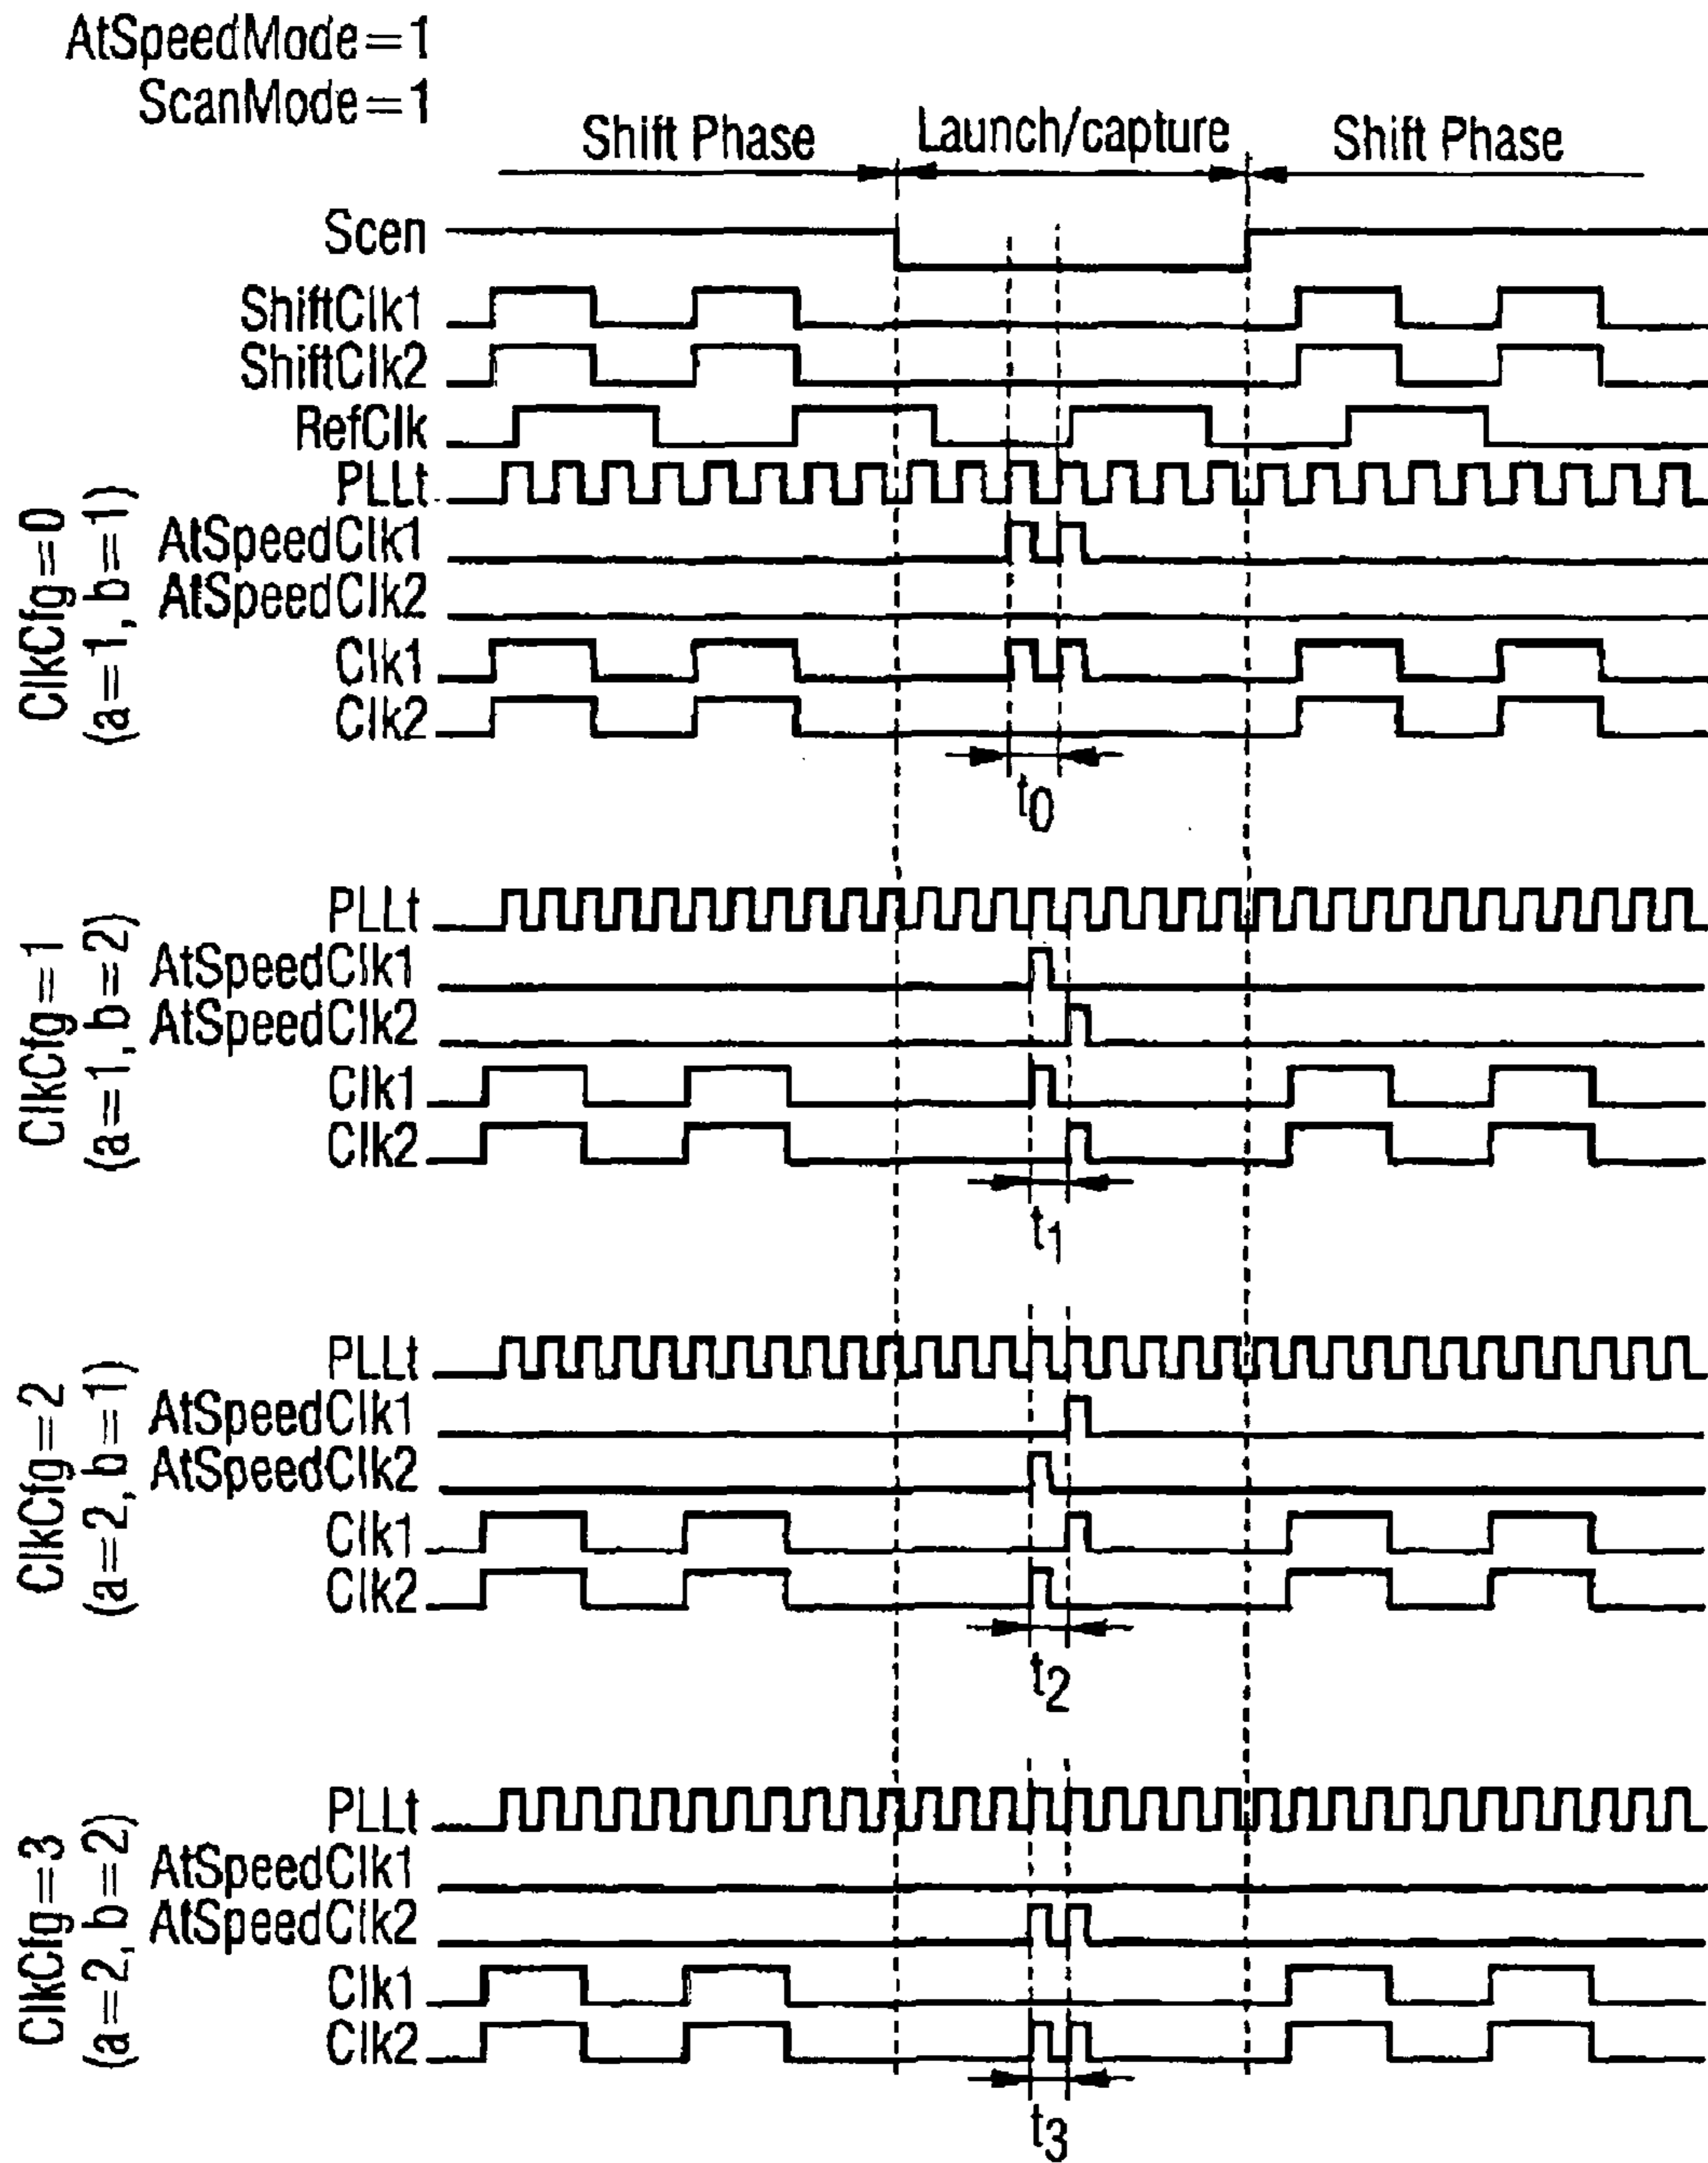 AtSpeedMode=1
ScanMode=1
Shift Phase
Launch/capture
Shift Phase
Scen
ShiftClk1
ShiftClk2
RefClk
ClkCfg=0
(a=1, b=1)
PLLt
AtSpeedClk1
AtSpeedClk2
Clk1
Clk2
t0
ClkCfg=1
(a=1, b=2)
PLLt
AtSpeedClk1
AtSpeedClk2
Clk1
Clk2
t1
ClkCfg=2
(a=2, b=1)
PLLt
AtSpeedClk1
AtSpeedClk2
Clk1
Clk2
t2
ClkCfg=3
(a=2, b=2)
PLLt
AtSpeedClk1
AtSpeedClk2
Clk1
Clk2
t3